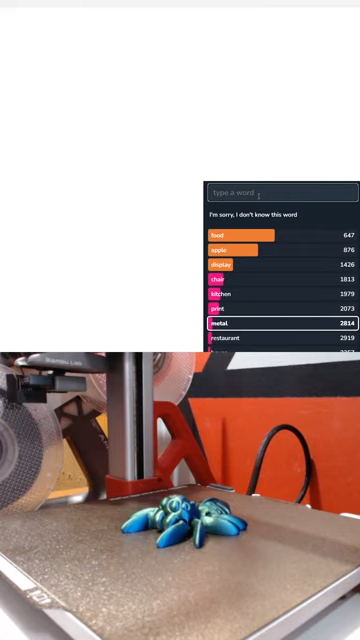 type a word
I'm sorry, I don't know this word
food 647
apple 876
display 1426
chair 1813
kitchen 1979
print 2073
metal 2814
restaurant 2919